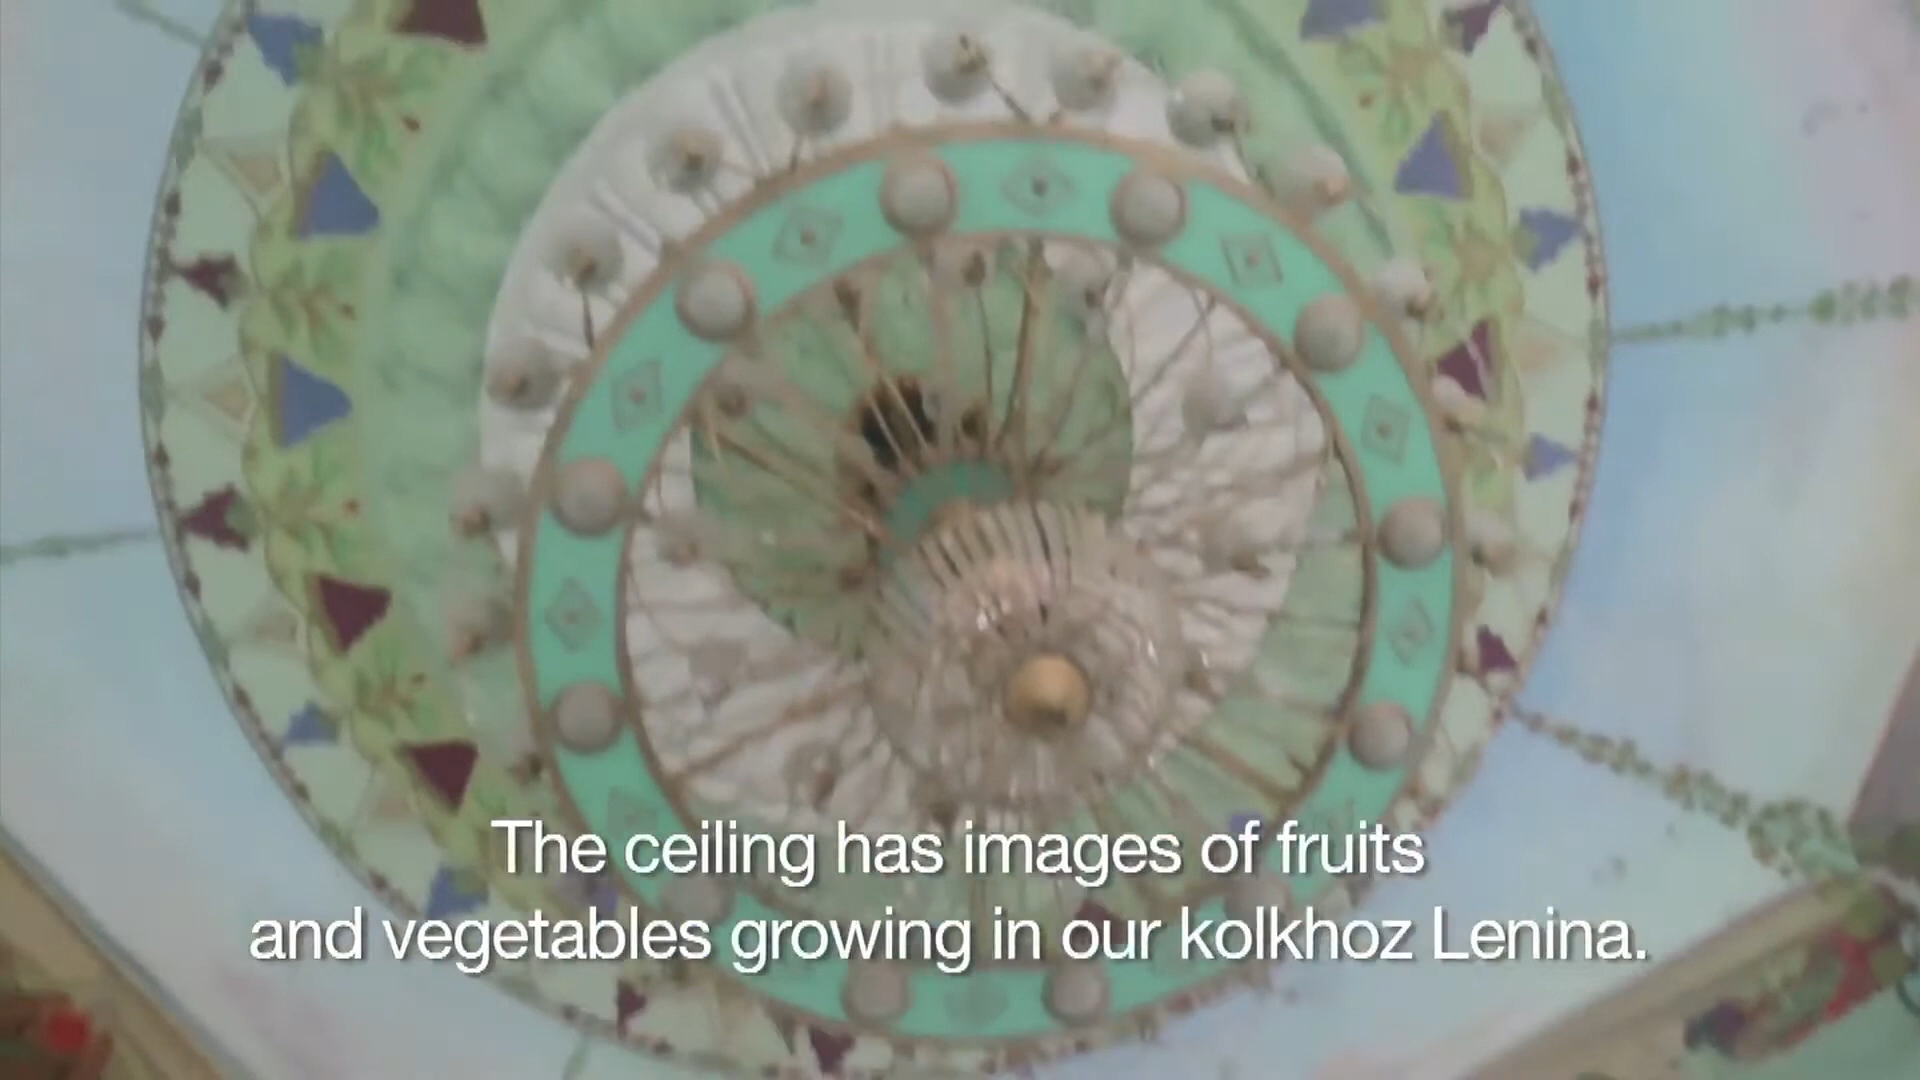 The ceiling has images of fruits
and vegetables growing in our kolkhoz Lenina.